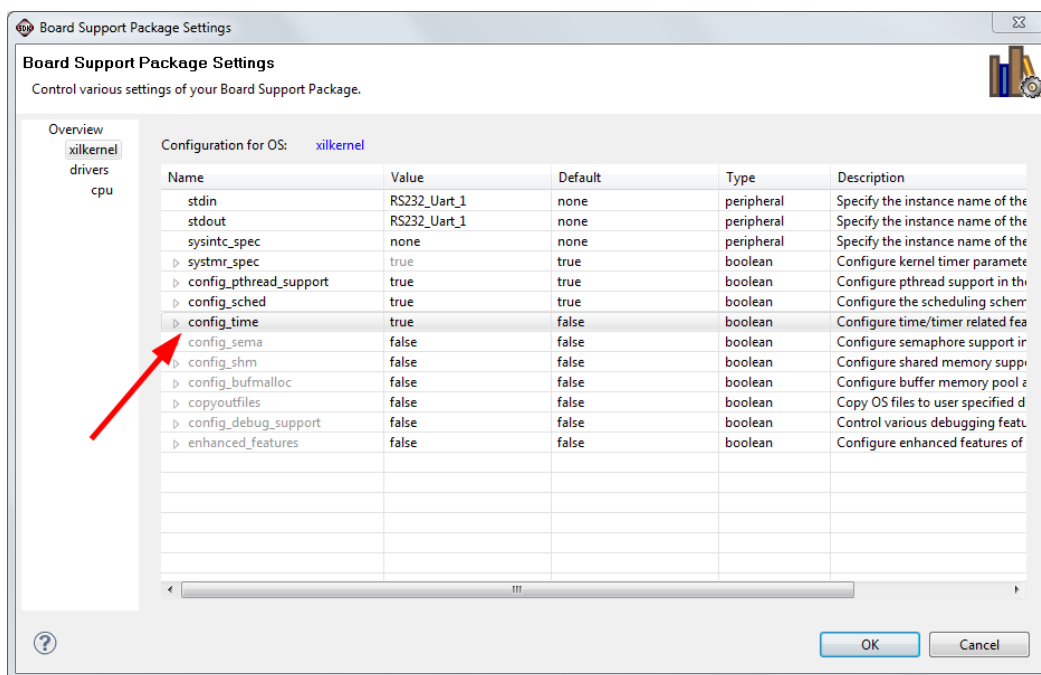 SDK Board Support Package Settings
Board Support Package Settings
Control various settings of your Board Support Package.
Overview
xilkernel
drivers
cpu
Configuration for OS: xilkernel
Name Value Default Type Description
stdin RS232_Uart_1 none peripheral Specify the instance name of the
stdout RS232_Uart_1 none peripheral Specify the instance name of the
sysintc_spec none none peripheral Specify the instance name of the
systmr_spec true true boolean Configure kernel timer paramete
config_pthread_support true true boolean Configure pthread support in the
config_sched true true boolean Configure the scheduling schem
config_time true false boolean Configure time/timer related fea
config_sema false false boolean Configure semaphore support in
config_shm false false boolean Configure shared memory supp
config_bufmalloc false false boolean Configure buffer memory pool a
copyoutfiles false false boolean Copy OS files to user specified d
config_debug_support false false boolean Control various debugging featu
enhanced_features false false boolean Configure enhanced features of
? OK Cancel